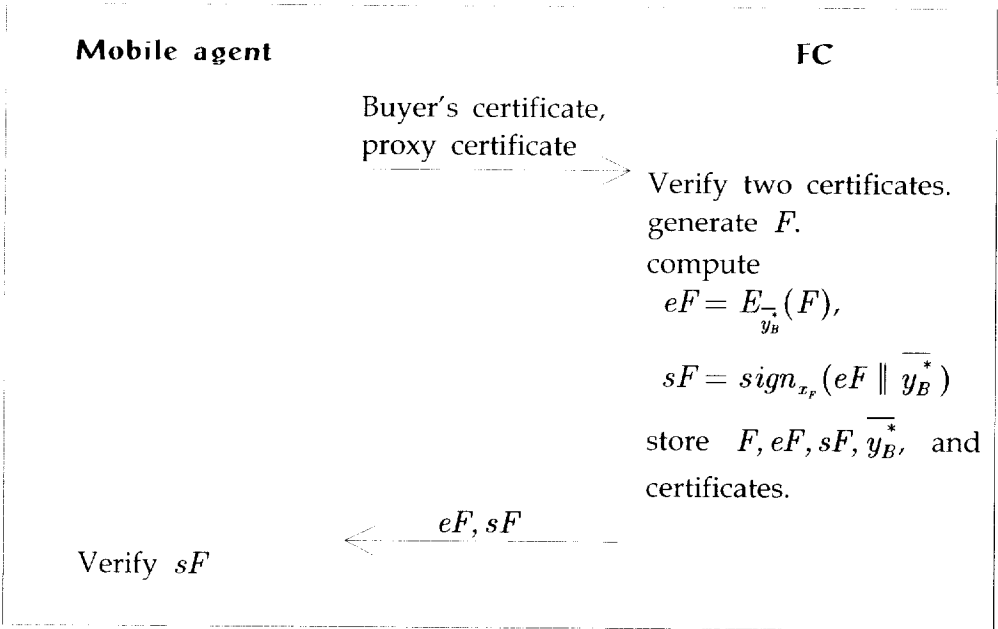 Mobile agent FC
Buyer's certificate,
proxy certificate
Verify two certificates.
generate F.
compute
eF = E_{\overline{y_B^*}}(F),
sF = sign_{x_F}(eF ∥ \overline{y_B^*})
store F, eF, sF, \overline{y_B^*}, and
certificates.
eF, sF
Verify sF